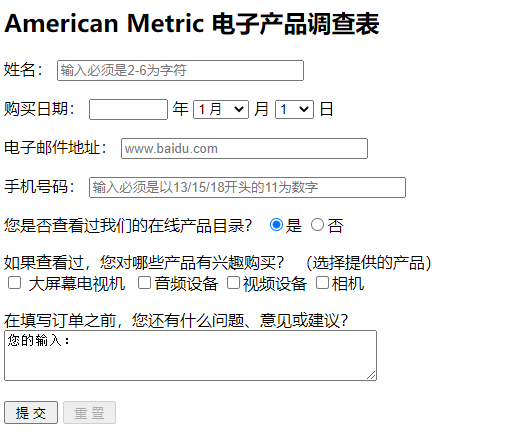 American Metric 电子产品调查表
姓名： 输入必须是2-6为字符
购买日期： 年 1 月 月 1 日
电子邮件地址： www.baidu.com
手机号码： 输入必须是以13/15/18开头的11为数字
您是否查看过我们的在线产品目录？ 是 否
如果查看过，您对哪些产品有兴趣购买？（选择提供的产品）
大屏幕电视机 音频设备 视频设备 相机
在填写订单之前，您还有什么问题、意见或建议？
您的输入：
提 交 重 置